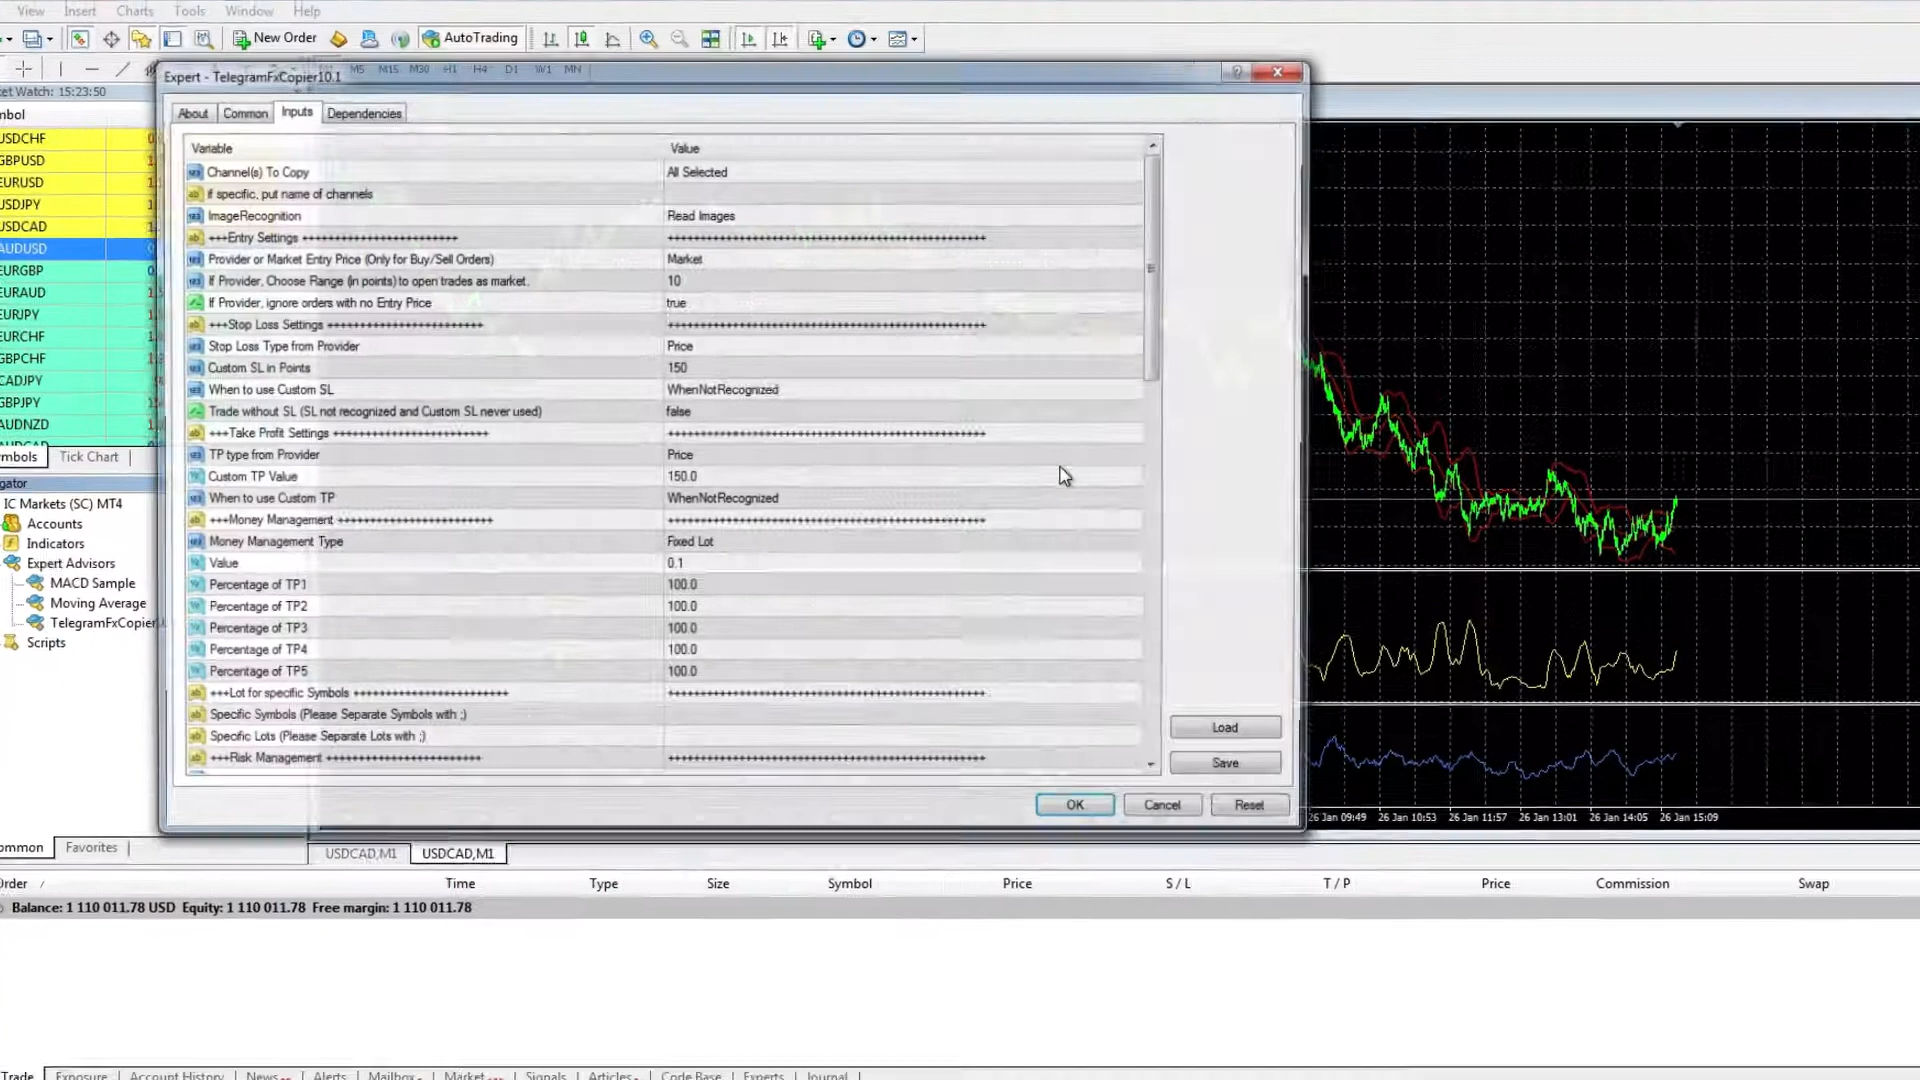 View Insert Charts Tools Window Help
New Order AutoTrading
M5 M15 M30 H1 H4 D1 W1 MN
Expert - TelegramFxCopier10.1
ket Watch: 15:23:50
mbol
USDCHF
GBPUSD
EURUSD
USDJPY
USDCAD
AUDUSD
EURGBP
EURAUD
EURJPY
EURCHF
GBPCHF
CADJPY
GBPJPY
AUDNZD
AUDCAD
mbols Tick Chart
gator
IC Markets (SC) MT4
Accounts
Indicators
Expert Advisors
MACD Sample
Moving Average
TelegramFxCopier
Scripts
ommon Favorites
About Common Inputs Dependencies
Variable Value
Channel(s) To Copy All Selected
if specific, put name of channels
ImageRecognition Read Images
+++Entry Settings ++++++++++++++++++++++++
Provider or Market Entry Price (Only for Buy/Sell Orders) Market
If Provider, Choose Range (in points) to open trades as market. 10
If Provider, ignore orders with no Entry Price true
+++Stop Loss Settings ++++++++++++++++++++++++
Stop Loss Type from Provider Price
Custom SL in Points 150
When to use Custom SL WhenNotRecognized
Trade without SL (SL not recognized and Custom SL never used) false
+++Take Profit Settings ++++++++++++++++++++++++
TP type from Provider Price
Custom TP Value 150.0
When to use Custom TP WhenNotRecognized
+++Money Management ++++++++++++++++++++++++
Money Management Type Fixed Lot
Value 0.1
Percentage of TP1 100.0
Percentage of TP2 100.0
Percentage of TP3 100.0
Percentage of TP4 100.0
Percentage of TP5 100.0
+++Lot for specific Symbols ++++++++++++++++++++++++
Specific Symbols (Please Separate Symbols with ;)
Specific Lots (Please Separate Lots with ;)
+++Risk Management ++++++++++++++++++++++++
Load
Save
OK Cancel Reset
26 Jan 09:49 26 Jan 10:53 26 Jan 11:57 26 Jan 13:01 26 Jan 14:05 26 Jan 15:09
USDCAD,M1 USDCAD,M1
Order / Time Type Size Symbol Price S / L T / P Price Commission Swap
Balance: 1 110 011.78 USD Equity: 1 110 011.78 Free margin: 1 110 011.78
Trade Exposure Account History News Alerts Mailbox Market Signals Articles Code Base Experts Journal